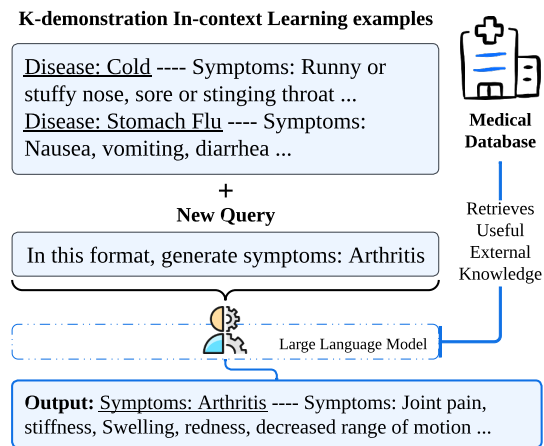 K-demonstration In-context Learning examples
Disease: Cold ---- Symptoms: Runny or
stuffy nose, sore or stinging throat ...
Disease: Stomach Flu ---- Symptoms:
Nausea, vomiting, diarrhea ...
Medical
Database
+
New Query
Retrieves
Useful
External
Knowledge
In this format, generate symptoms: Arthritis
Large Language Model
Output: Symptoms: Arthritis ---- Symptoms: Joint pain,
stiffness, Swelling, redness, decreased range of motion ...